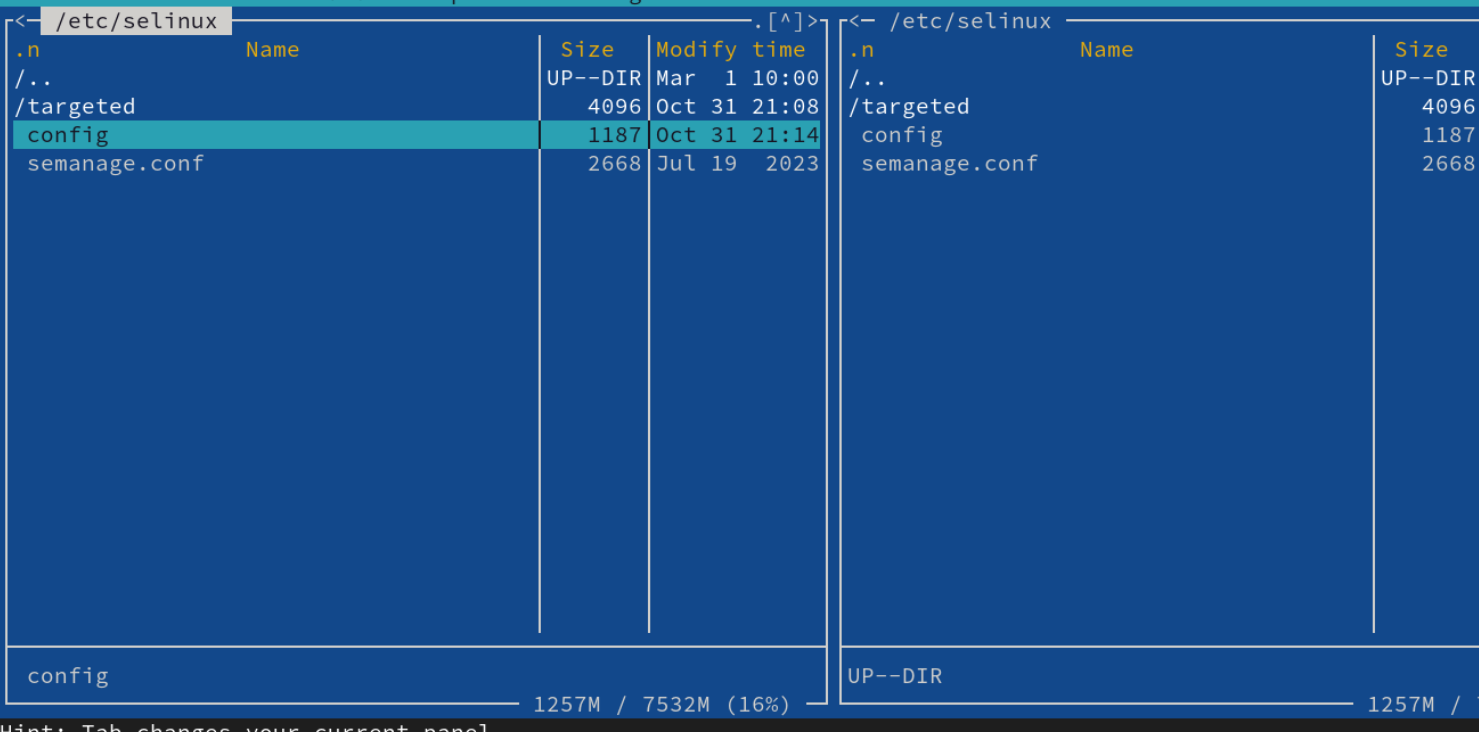 <─ /etc/selinux ─.[^]>
.n Name Size Modify time
/.. UP--DIR Mar 1 10:00
/targeted 4096 Oct 31 21:08
config 1187 Oct 31 21:14
semanage.conf 2668 Jul 19 2023
config
1257M / 7532M (16%)
<─ /etc/selinux
.n Name Size
/.. UP--DIR
/targeted 4096
config 1187
semanage.conf 2668
UP--DIR
1257M /
Hint: Tab changes your current panel